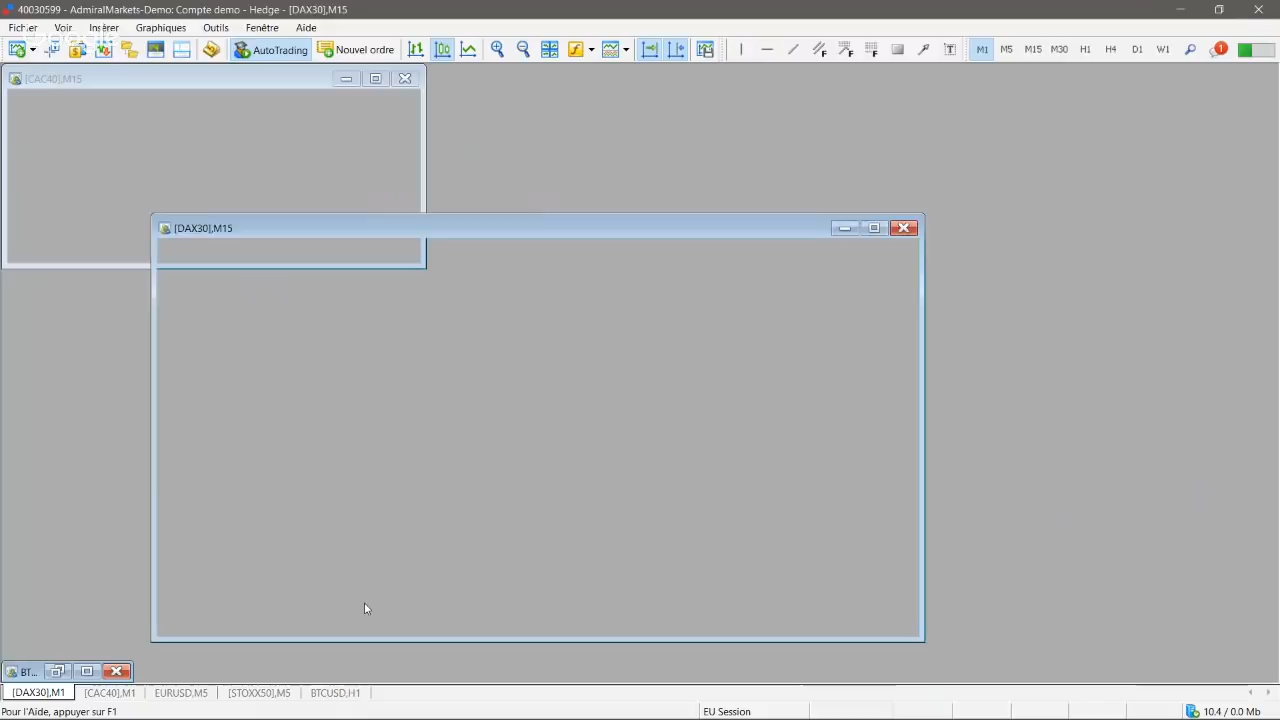 40030599 - AdmiralMarkets-Demo: Compte demo - Hedge - [DAX30],M15
Fichier Voir Insérer Graphiques Outils Fenêtre Aide
AutoTrading Nouvel ordre M1 M5 M15 M30 H1 H4 D1 W1 1
[CAC40],M15
[DAX30],M15
BT...
[DAX30],M1 [CAC40],M1 EURUSD,M5 [STOXX50],M5 BTCUSD,H1
Pour l'Aide, appuyer sur F1 EU Session 10.4 / 0.0 Mb